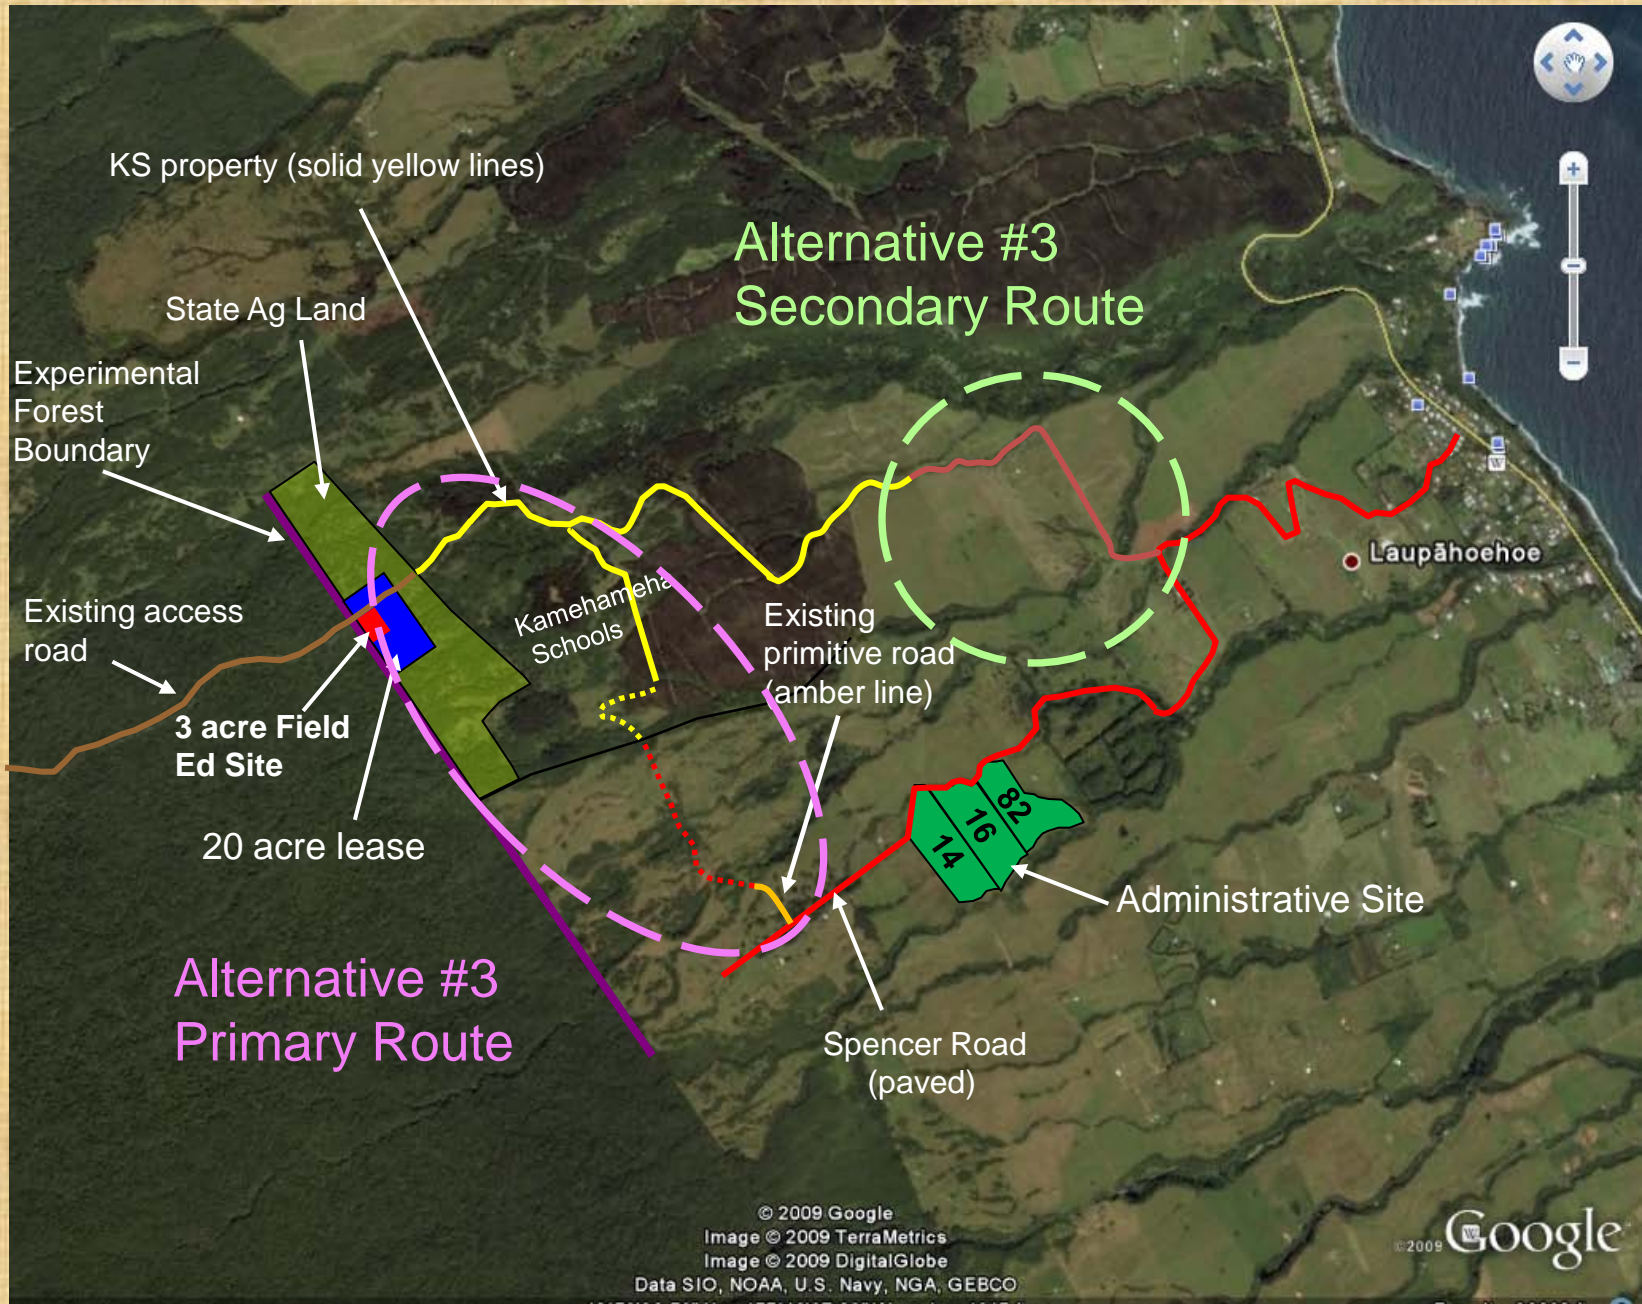 KS property (solid yellow lines)
Alternative #3
Secondary Route
State Ag Land
Experimental
Forest
Boundary
W
Laupāhoehoe
Existing access
road
Kamehameha
Schools
Existing
primitive road
(amber line)
3 acre Field
Ed Site
20 acre lease
82
16
14
Administrative Site
Alternative #3
Primary Route
Spencer Road
(paved)
© 2009 Google
Image © 2009 TerraMetrics
Image © 2009 DigitalGlobe
Data SIO, NOAA, U.S. Navy, NGA, GEBCO
©2009 Google